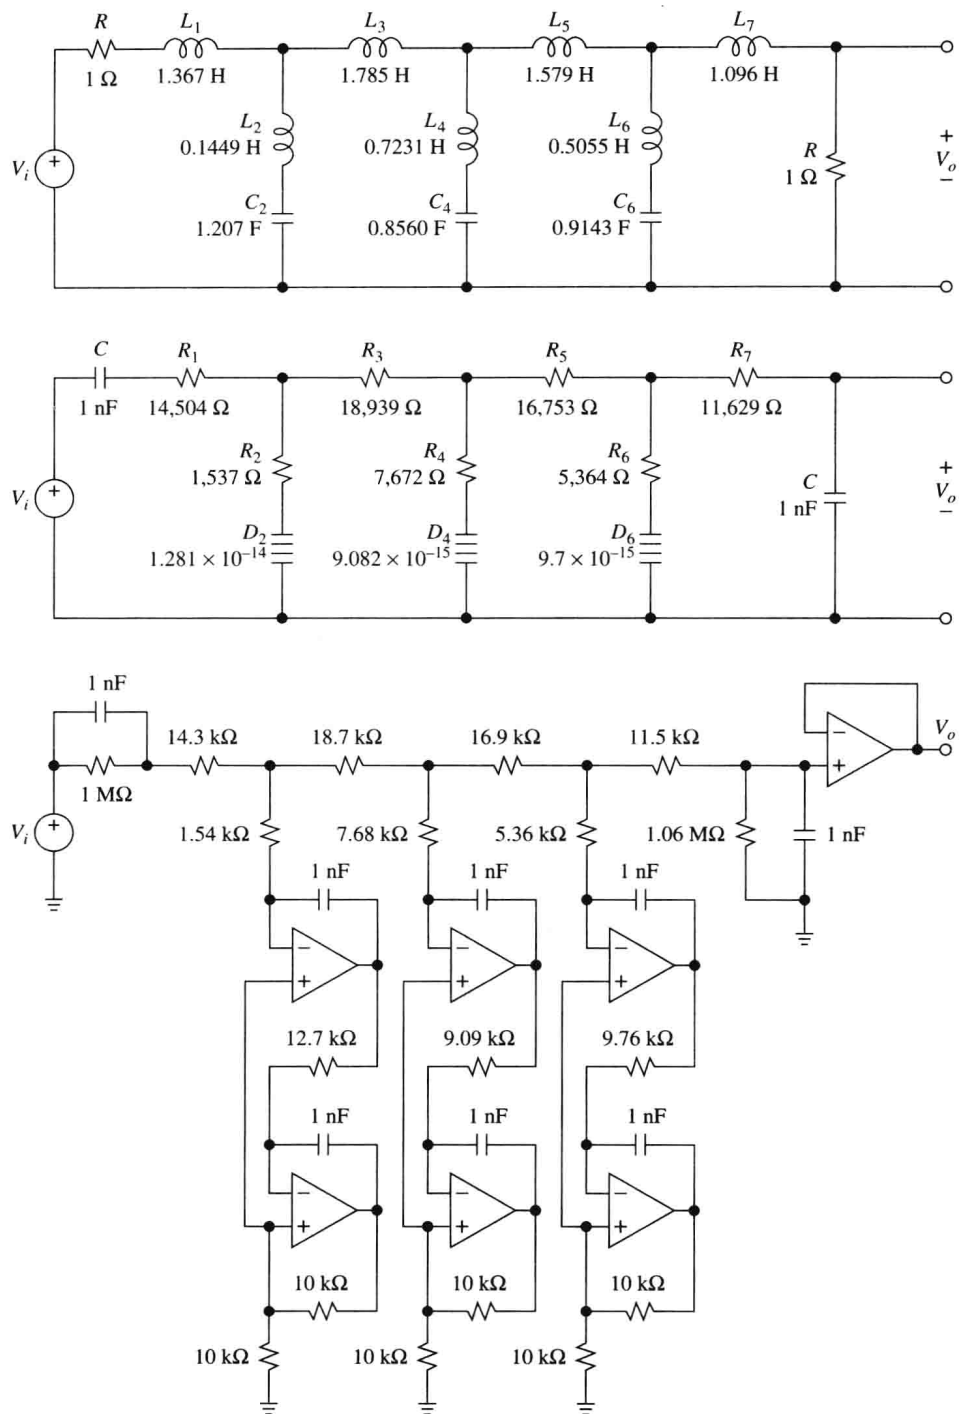 R L₁ L₃ L₅ L₇
1 Ω 1.367 H 1.785 H 1.579 H 1.096 H
L₂ L₄ L₆
0.1449 H 0.7231 H 0.5055 H
R
1 Ω
Vᵢ + + Vₒ −
C₂ C₄ C₆
1.207 F 0.8560 F 0.9143 F
C R₁ R₃ R₅ R₇
1 nF 14,504 Ω 18,939 Ω 16,753 Ω 11,629 Ω
R₂ R₄ R₆
1,537 Ω 7,672 Ω 5,364 Ω
C
1 nF
Vᵢ + + Vₒ −
D₂ D₄ D₆
1.281 × 10⁻¹⁴ 9.082 × 10⁻¹⁵ 9.7 × 10⁻¹⁵
1 nF
14.3 kΩ 18.7 kΩ 16.9 kΩ 11.5 kΩ − + Vₒ
1 MΩ
Vᵢ + 1.54 kΩ 7.68 kΩ 5.36 kΩ 1.06 MΩ 1 nF
1 nF 1 nF 1 nF
− − −
+ + +
12.7 kΩ 9.09 kΩ 9.76 kΩ
1 nF 1 nF 1 nF
− − −
+ + +
10 kΩ 10 kΩ 10 kΩ
10 kΩ 10 kΩ 10 kΩ